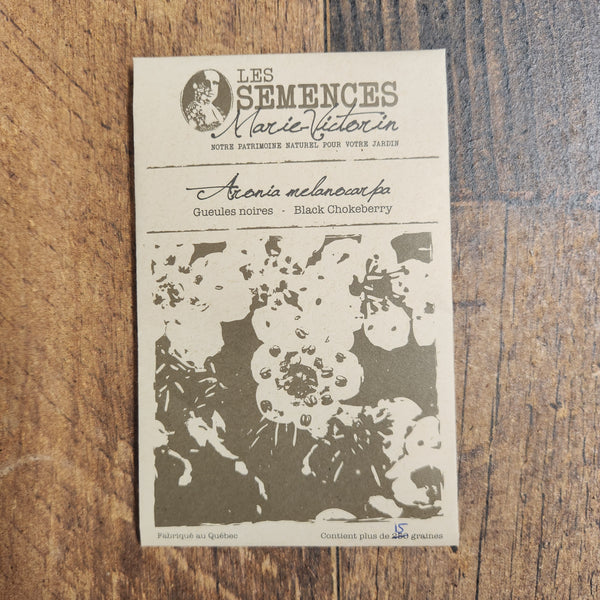 LES
SEMENCES
Marie-Victorin
NOTRE PATRIMOINE NATUREL POUR VOTRE JARDIN
Aronia melanocarpa
Gueules noires · Black Chokeberry
15
Fabriqué au Québec
Contient plus de 250 graines